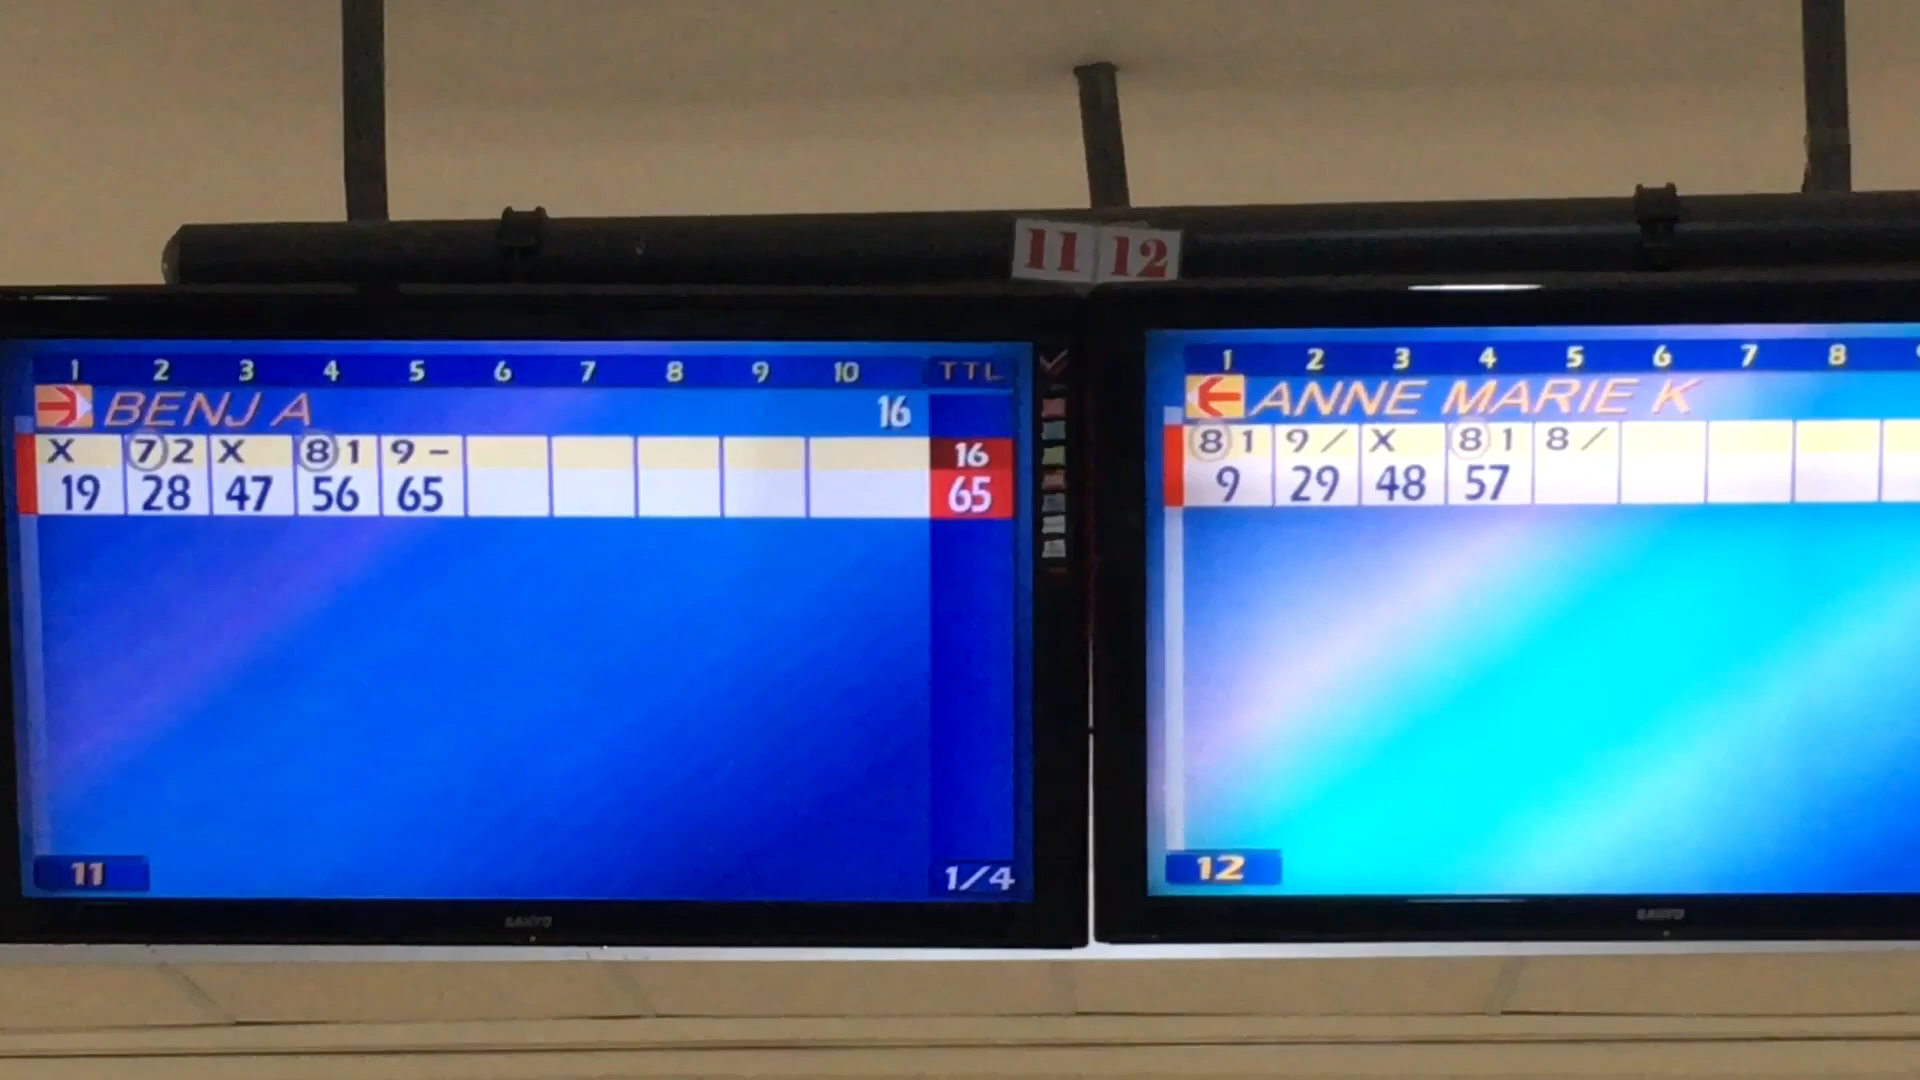 11 12
1 2 3 4 5 6 7 8 9 10 TTL
BENJ A 16
X 7 2 X 8 1 9 - 16
19 28 47 56 65 65
11 1/4
SANYO
1 2 3 4 5 6 7 8
ANNE MARIE K
8 1 9 / X 8 1 8 /
9 29 48 57
12
SANYO